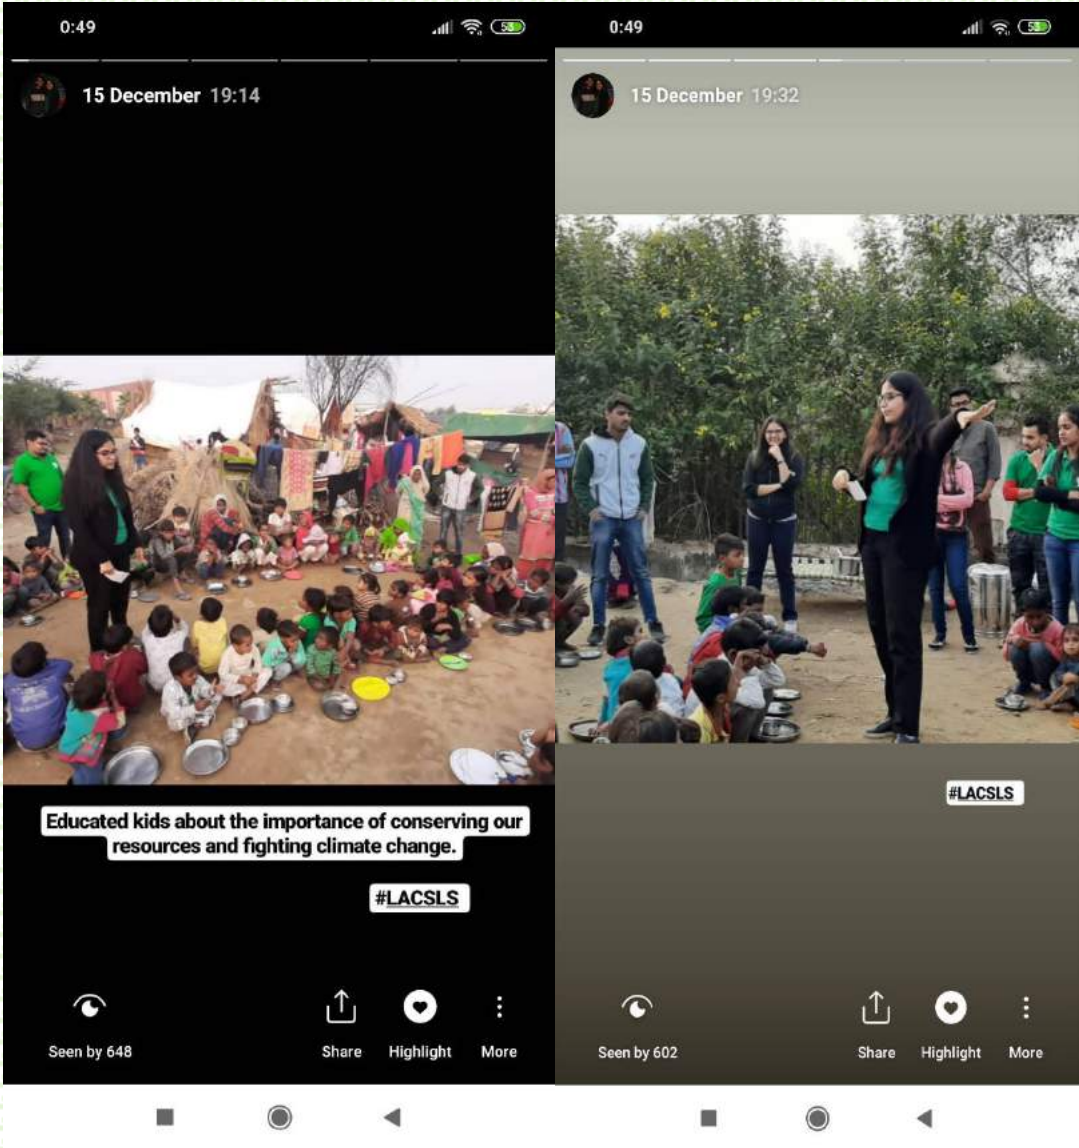 0:49
53
15 December 19:14
Educated kids about the importance of conserving our
resources and fighting climate change.
#LACSLS
Seen by 648
Share
Highlight
More
0:49
53
15 December 19:32
#LACSLS
Seen by 602
Share
Highlight
More